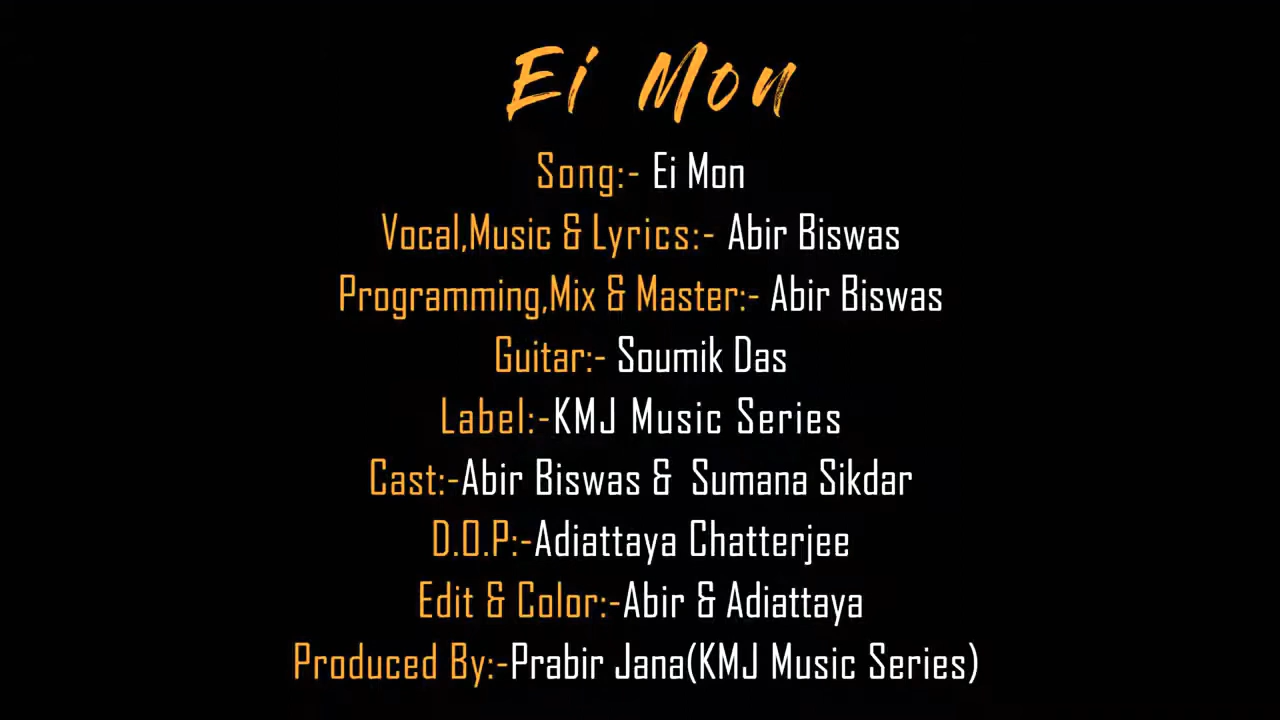 Ei Mon
Song:- Ei Mon
Vocal,Music & Lyrics:- Abir Biswas
Programming,Mix & Master:- Abir Biswas
Guitar:- Soumik Das
Label:-KMJ Music Series
Cast:-Abir Biswas & Sumana Sikdar
D.O.P:-Adiattaya Chatterjee
Edit & Color:-Abir & Adiattaya
Produced By:-Prabir Jana(KMJ Music Series)